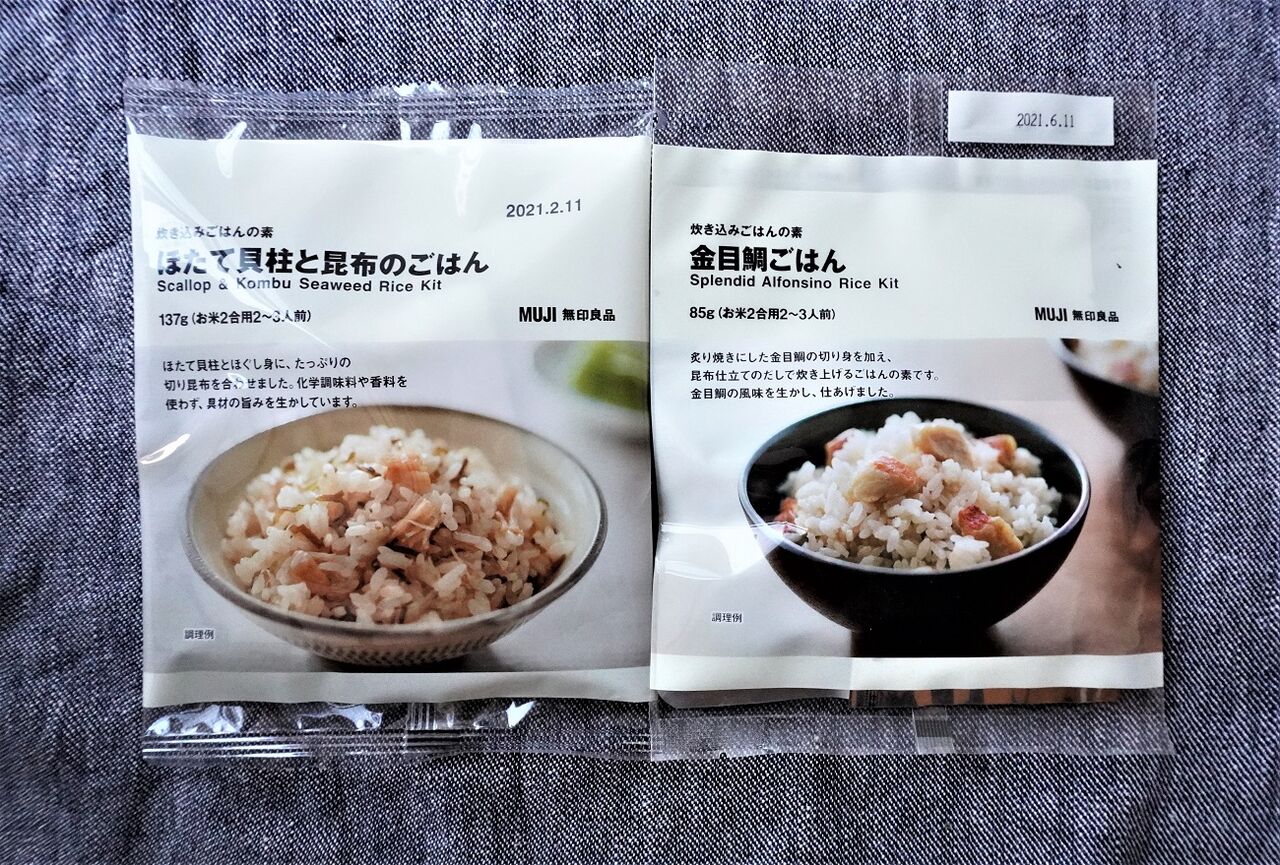 2021.2.11
炊き込みごはんの素
ほたて貝柱と昆布のごはん
Scallop & Kombu Seaweed Rice Kit
137g(お米2合用2〜3人前)
MUJI 無印良品
ほたて貝柱とほぐし身に、たっぷりの
切り昆布を合わせました。化学調味料や香料を
使わず、具材の旨みを生かしています。
調理例
2021.6.11
炊き込みごはんの素
金目鯛ごはん
Splendid Alfonsino Rice Kit
85g(お米2合用2〜3人前)
MUJI 無印良品
炙り焼きにした金目鯛の切り身を加え、
昆布仕立てのだしで炊き上げるごはんの素です。
金目鯛の風味を生かし、仕あげました。
調理例